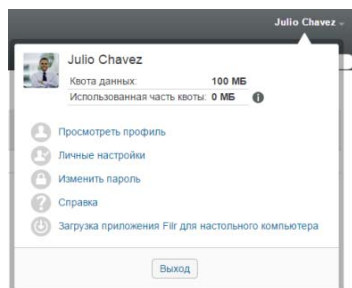 Julio Chavez
Julio Chavez
Квота данных: 100 МБ
Использованная часть квоты: 0 МБ
Просмотреть профиль
Личные настройки
Изменить пароль
Справка
Загрузка приложения Filr для настольного компьютера
Выход